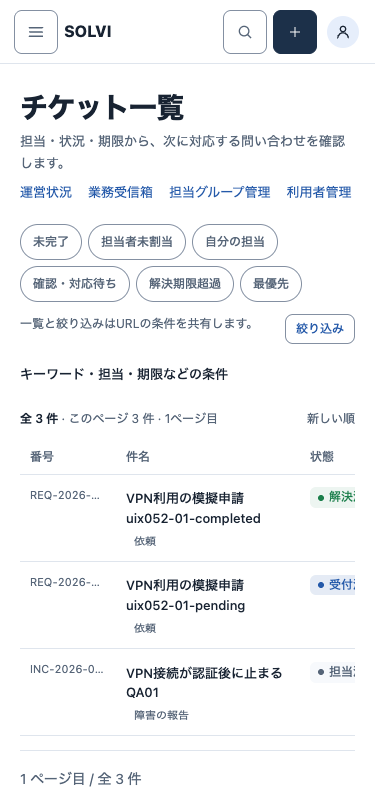 SOLVI
チケット一覧
担当・状況・期限から、次に対応する問い合わせを確認
します。
運営状況 業務受信箱 担当グループ管理 利用者管理
未完了 担当者未割当 自分の担当
確認・対応待ち 解決期限超過 最優先
一覧と絞り込みはURLの条件を共有します。 絞り込み
キーワード・担当・期限などの条件
全 3 件 · このページ 3 件 · 1ページ目 新しい順
番号 件名 状態
REQ-2026-... VPN利用の模擬申請 解決
uix052-01-completed
依頼
REQ-2026-... VPN利用の模擬申請 受付
uix052-01-pending
依頼
INC-2026-0... VPN接続が認証後に止まる 担当
QA01
障害の報告
1 ページ目 / 全 3 件